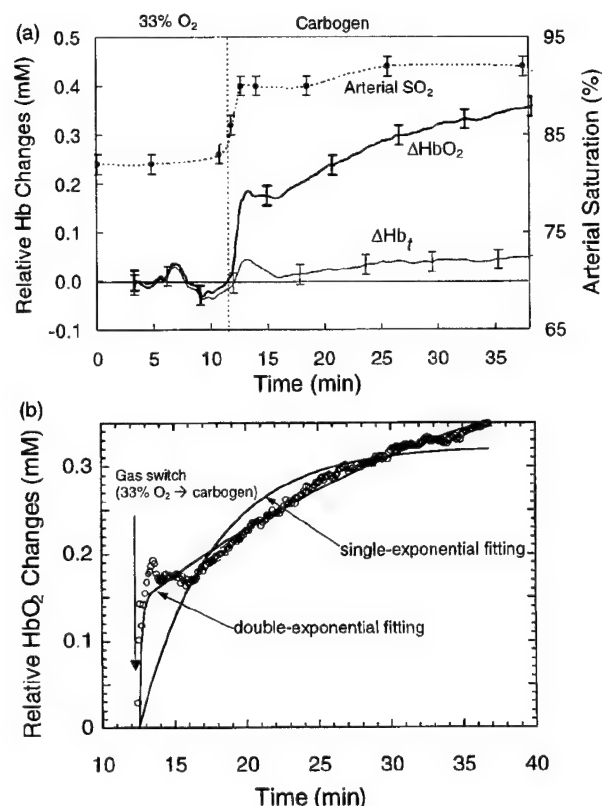 (a) 33% O₂ Carbogen
0.5
0.4
0.3
0.2
0.1
0.0
-0.1
Relative Hb Changes (mM)
Arterial SO₂
ΔHbO₂
ΔHbₜ
95
85
75
65
Arterial Saturation (%)
0 5 10 15 20 25 30 35
Time (min)
(b)
0.3
0.2
0.1
0
Relative HbO₂ Changes (mM)
Gas switch
(33% O₂ → carbogen)
single-exponential fitting
double-exponential fitting
10 15 20 25 30 35 40
Time (min)